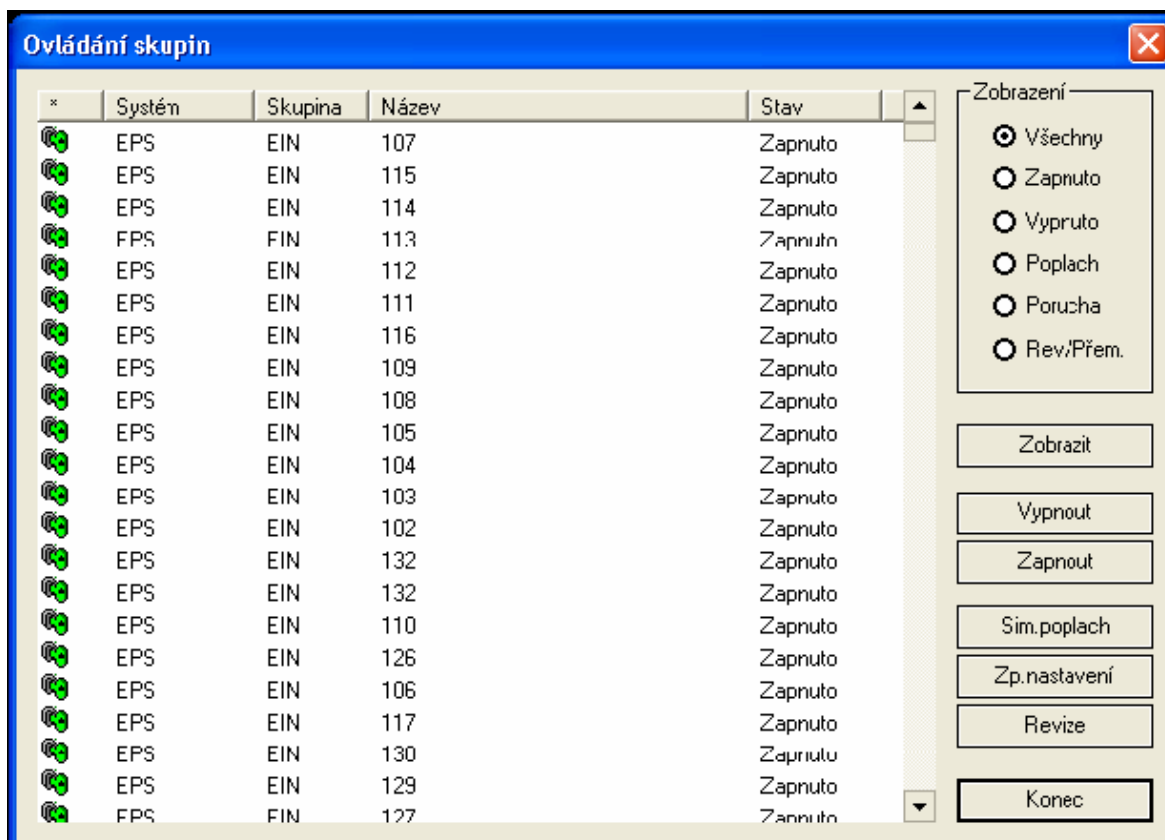 Ovládání skupin
* Systém Skupina Název Stav
EPS EIN 107 Zapnuto
EPS EIN 115 Zapnuto
EPS EIN 114 Zapnuto
EPS EIN 113 Zapnuto
EPS EIN 112 Zapnuto
EPS EIN 111 Zapnuto
EPS EIN 116 Zapnuto
EPS EIN 109 Zapnuto
EPS EIN 108 Zapnuto
EPS EIN 105 Zapnuto
EPS EIN 104 Zapnuto
EPS EIN 103 Zapnuto
EPS EIN 102 Zapnuto
EPS EIN 132 Zapnuto
EPS EIN 132 Zapnuto
EPS EIN 110 Zapnuto
EPS EIN 126 Zapnuto
EPS EIN 106 Zapnuto
EPS EIN 117 Zapnuto
EPS EIN 130 Zapnuto
EPS EIN 129 Zapnuto
EPS EIN 127 Zapnuto
Zobrazení
Všechny
Zapnuto
Vypnuto
Poplach
Porucha
Rev/Přem.
Zobrazit
Vypnout
Zapnout
Sim.poplach
Zp.nastavení
Revize
Konec